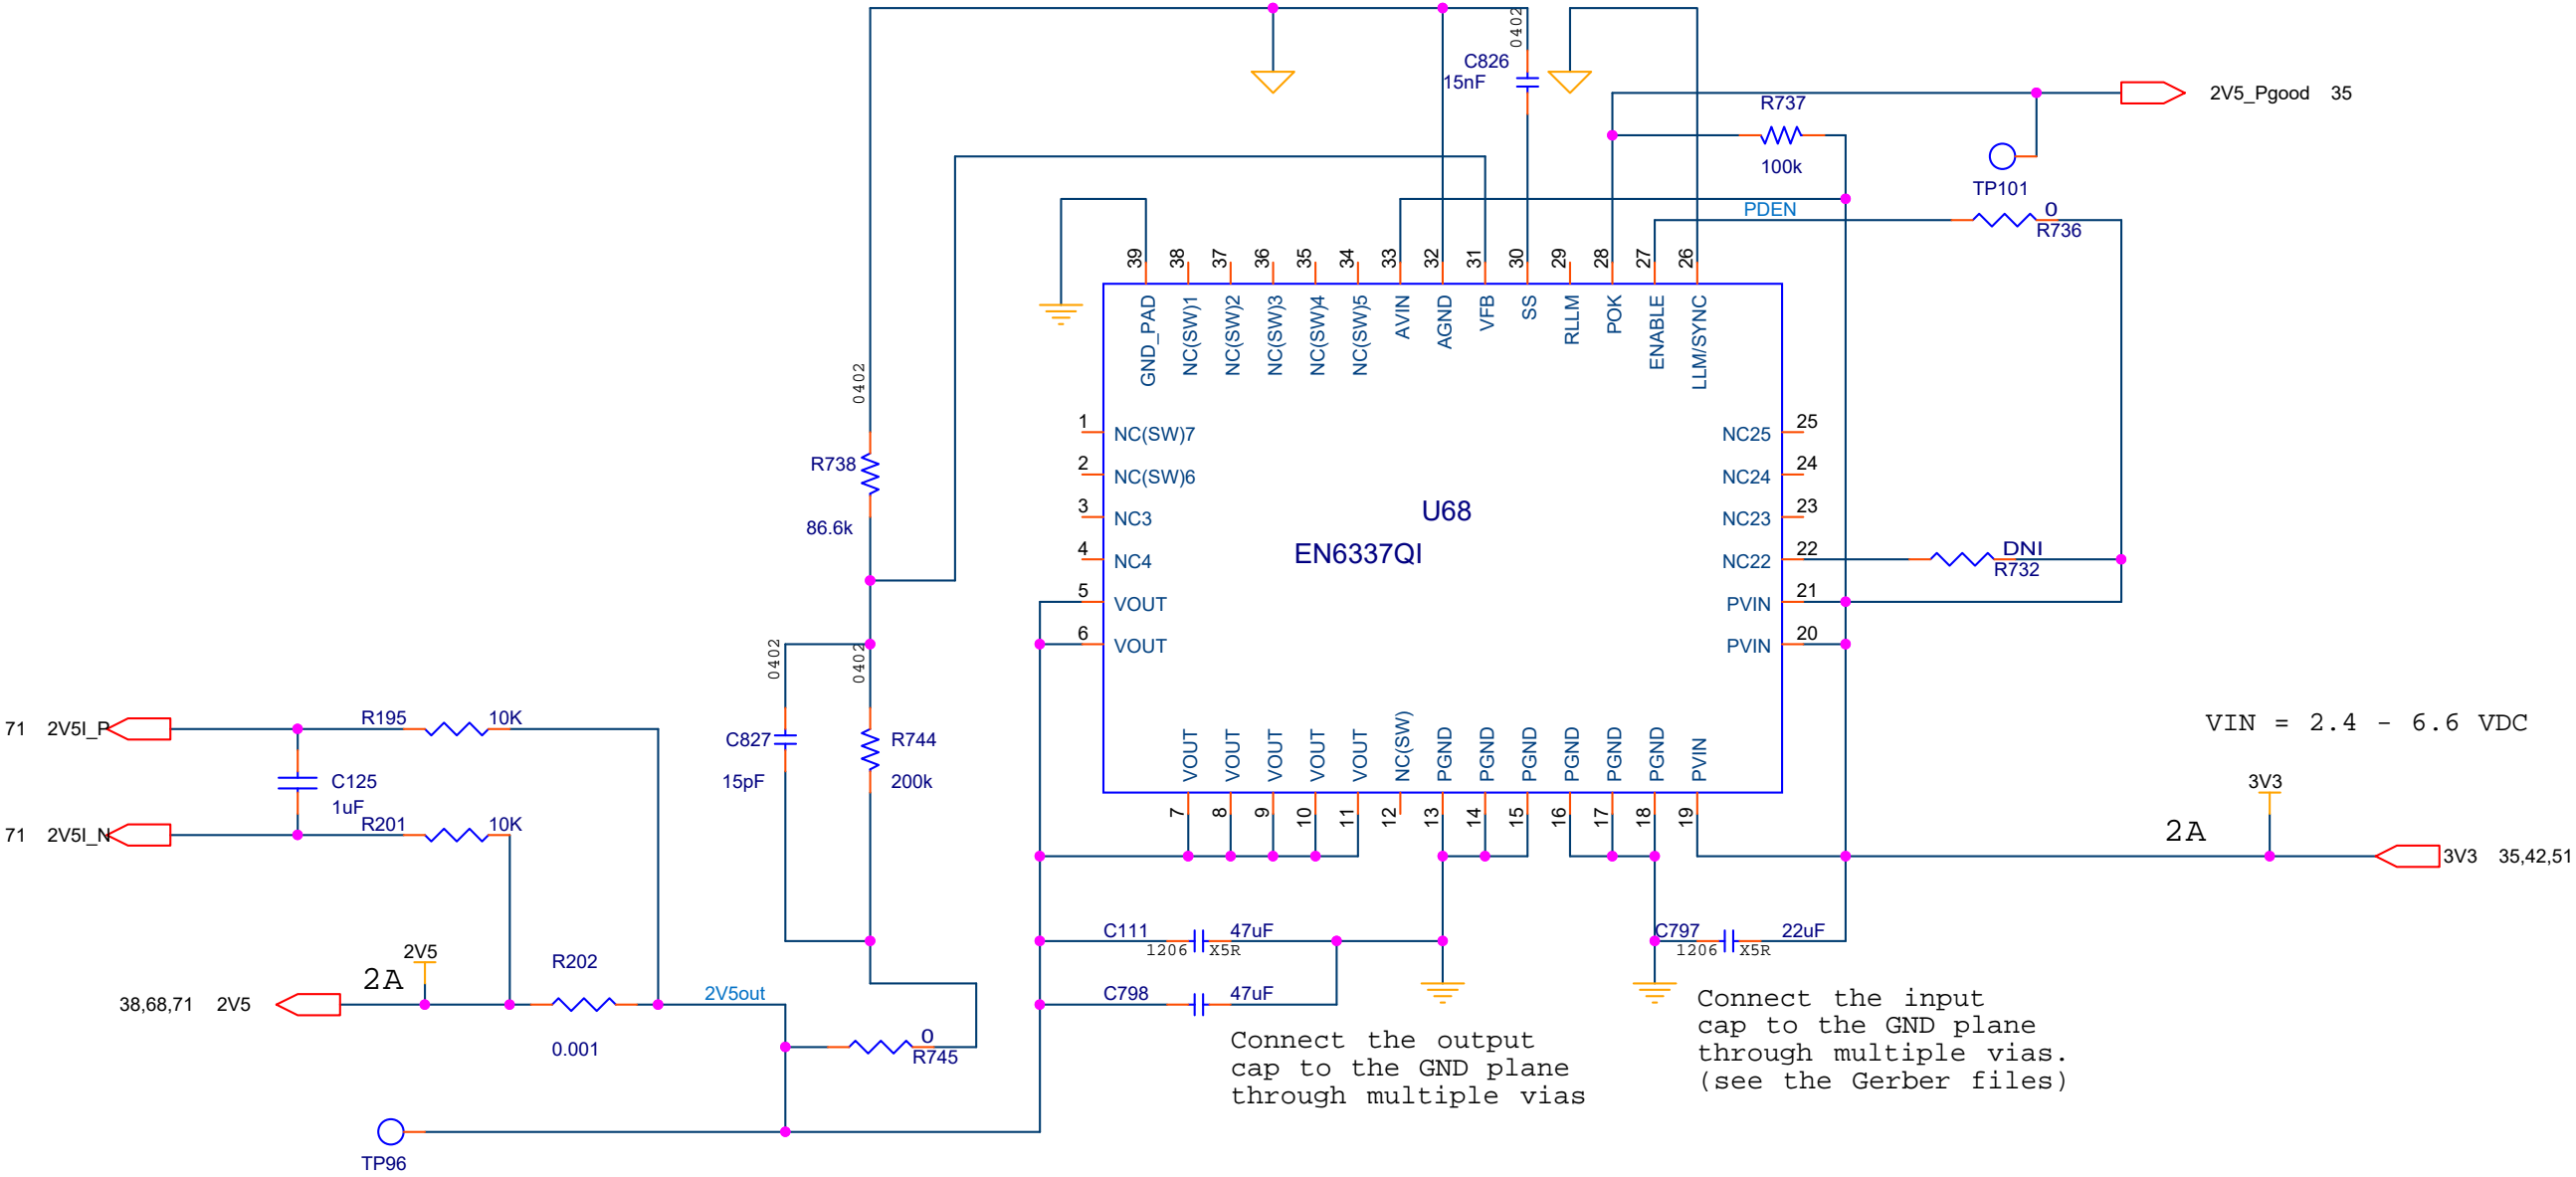 0402
C826
15nF
R737
100k
2V5_Pgood 35
TP101
PDEN
0
R736
39
38
37
36
35
34
33
32
31
30
29
28
27
26
GND_PAD
NC(SW)1
NC(SW)2
NC(SW)3
NC(SW)4
NC(SW)5
AVIN
AGND
VFB
SS
RLLM
POK
ENABLE
LLM/SYNC
0402
R738
86.6k
1 NC(SW)7
2 NC(SW)6
3 NC3
4 NC4
5 VOUT
6 VOUT
U68
EN6337QI
NC25 25
NC24 24
NC23 23
NC22 22
PVIN 21
PVIN 20
DNI
R732
0402
0402
C827
15pF
R744
200k
VOUT
VOUT
VOUT
VOUT
VOUT
NC(SW)
PGND
PGND
PGND
PGND
PGND
PGND
PVIN
7
8
9
10
11
12
13
14
15
16
17
18
19
71 2V5I_P
R195 10K
C125
1uF
71 2V5I_N
R201 10K
VIN = 2.4 - 6.6 VDC
3V3
2A
3V3 35,42,51
C111 47uF
1206 X5R
C797 22uF
1206 X5R
C798 47uF
2V5
2A
R202
0.001
38,68,71 2V5
2V5out
0
R745
Connect the output
cap to the GND plane
through multiple vias
Connect the input
cap to the GND plane
through multiple vias.
(see the Gerber files)
TP96